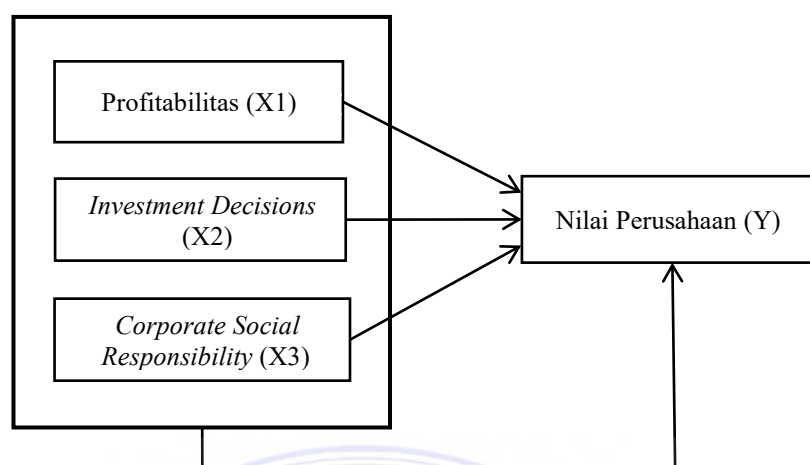 Profitabilitas (X1)
Investment Decisions
(X2)
Nilai Perusahaan (Y)
Corporate Social
Responsibility (X3)